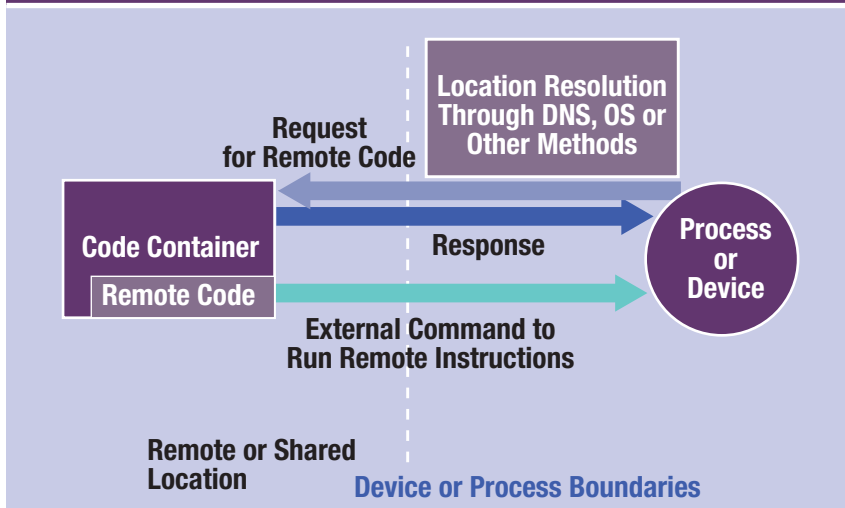 Location Resolution
Through DNS, OS or
Other Methods
Request
for Remote Code
Code Container
Remote Code
Response
Process
or
Device
External Command to
Run Remote Instructions
Remote or Shared
Location
Device or Process Boundaries